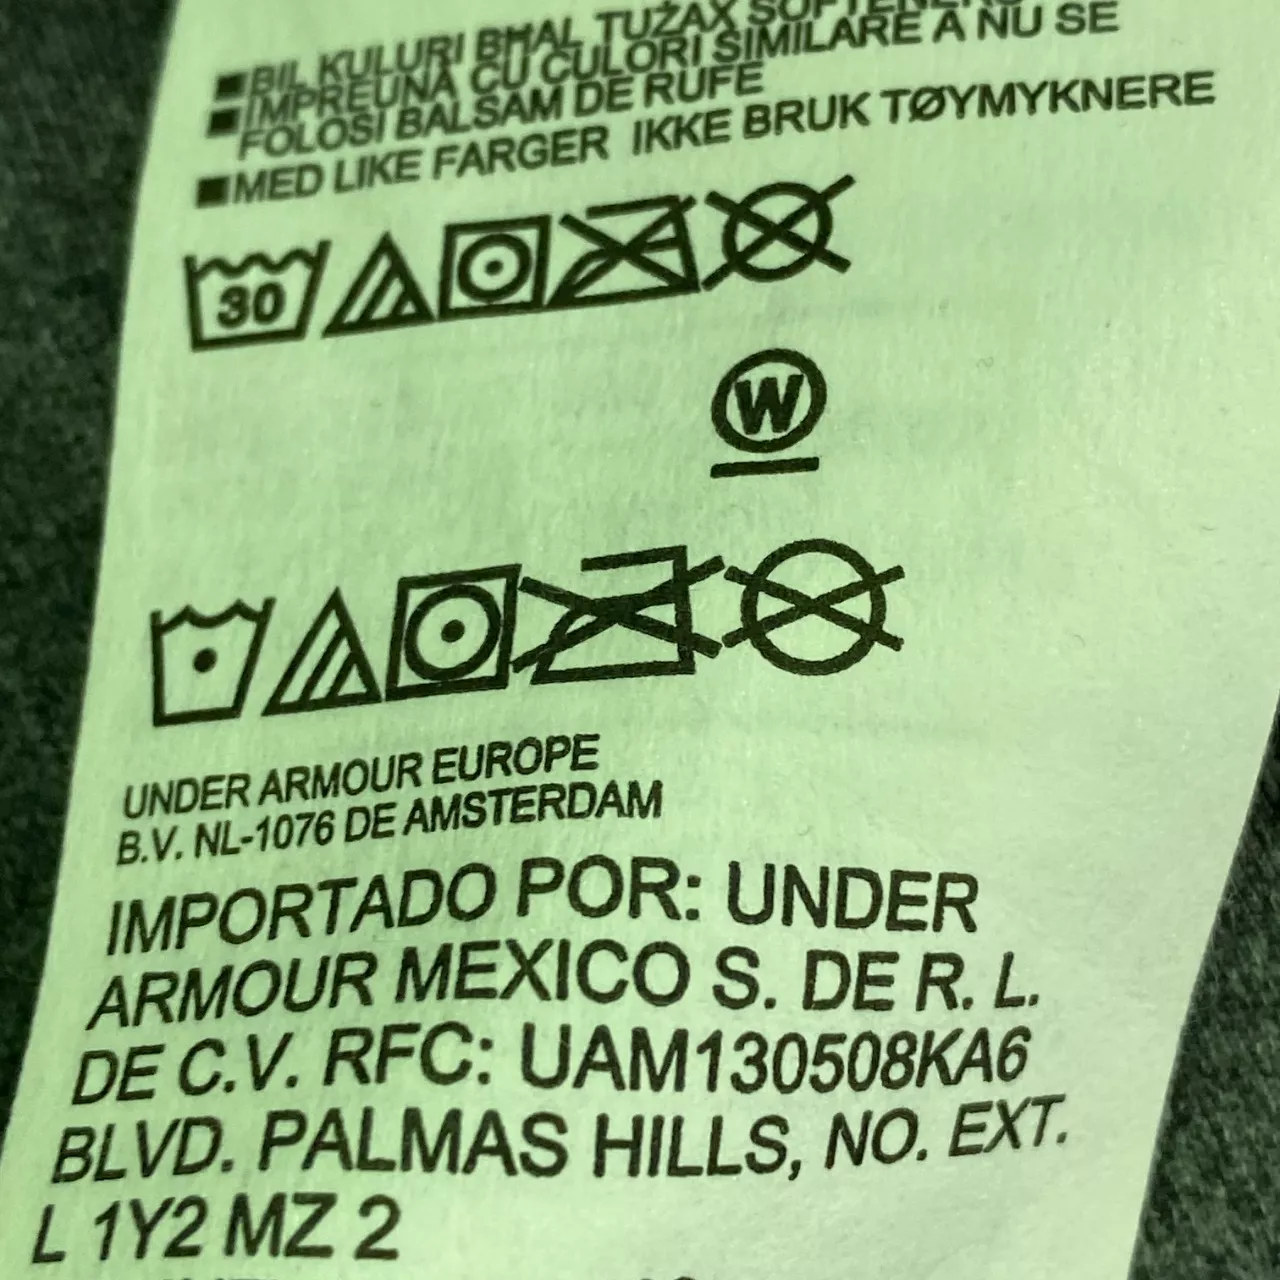 BIL KULURI BĦAL TUŻAX SOFTENERS
IMPREUNĂ CU CULORI SIMILARE A NU SE
FOLOSI BALSAM DE RUFE
MED LIKE FARGER IKKE BRUK TØYMYKNERE
30
W
UNDER ARMOUR EUROPE
B.V. NL-1076 DE AMSTERDAM
IMPORTADO POR: UNDER
ARMOUR MEXICO S. DE R. L.
DE C.V. RFC: UAM130508KA6
BLVD. PALMAS HILLS, NO. EXT.
L 1Y2 MZ 2